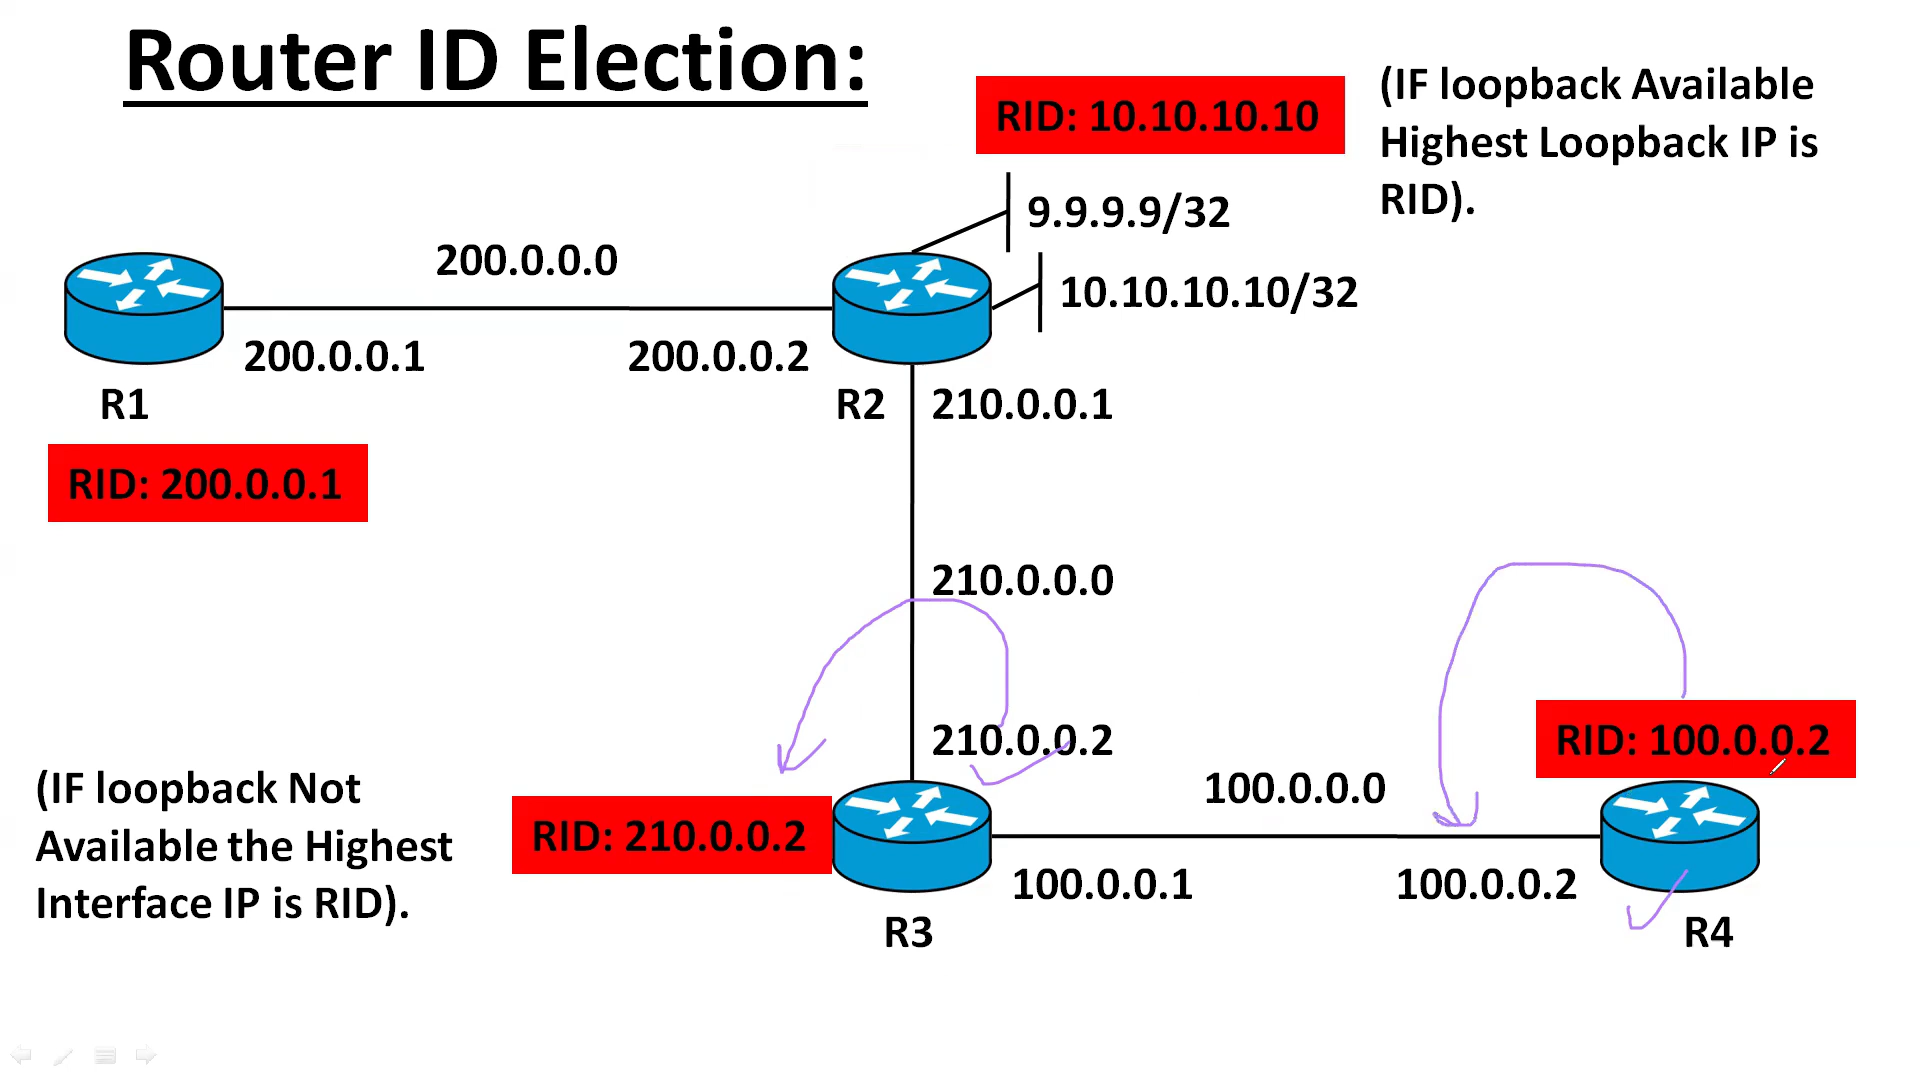 Router ID Election:
RID: 10.10.10.10
(IF loopback Available
Highest Loopback IP is
RID).
9.9.9.9/32
10.10.10.10/32
200.0.0.0
200.0.0.1
200.0.0.2
R1
R2
210.0.0.1
RID: 200.0.0.1
210.0.0.0
210.0.0.2
RID: 100.0.0.2
(IF loopback Not
Available the Highest
Interface IP is RID).
RID: 210.0.0.2
100.0.0.0
100.0.0.1
100.0.0.2
R3
R4